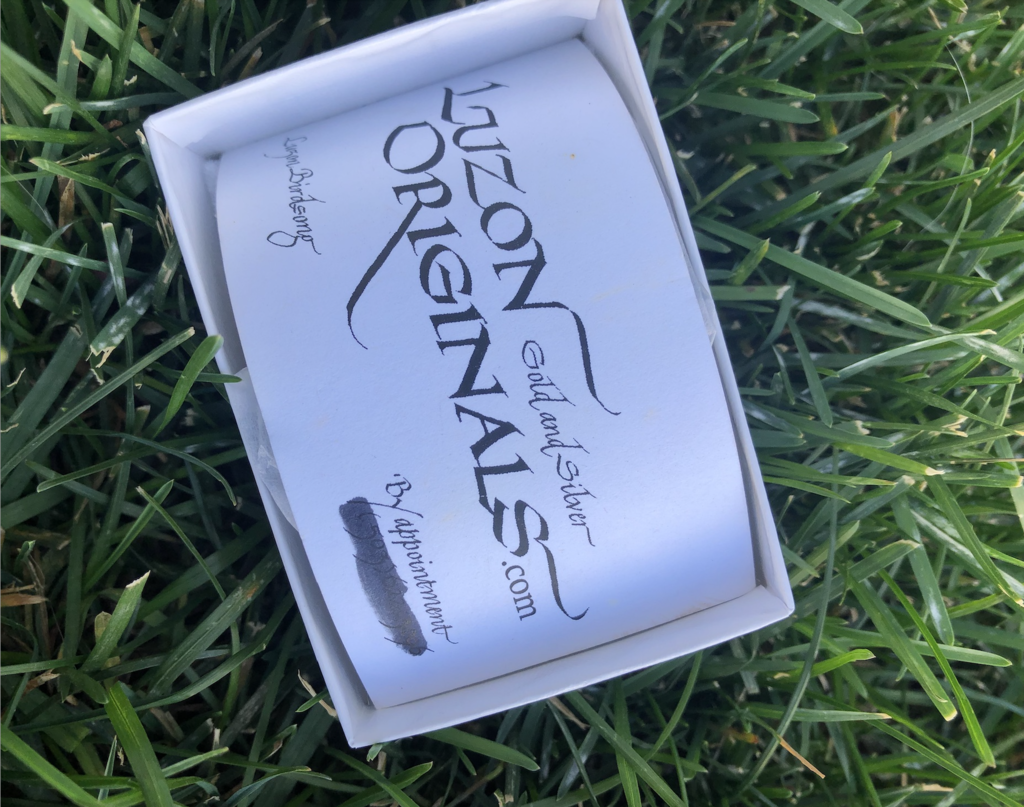 LUZON
Gold and Silver
ORIGINALS.com
Luzon Birdsong
·By appointment